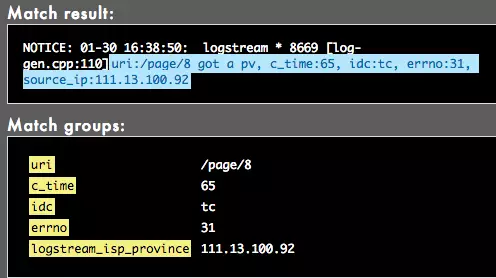 Match result:
NOTICE: 01-30 16:38:50: logstream * 8669 [log-
gen.cpp:110]uri:/page/8 got a pv, c_time:65, idc:tc, errno:31,
source_ip:111.13.100.92
Match groups:
uri /page/8
c_time 65
idc tc
errno 31
logstream_isp_province 111.13.100.92